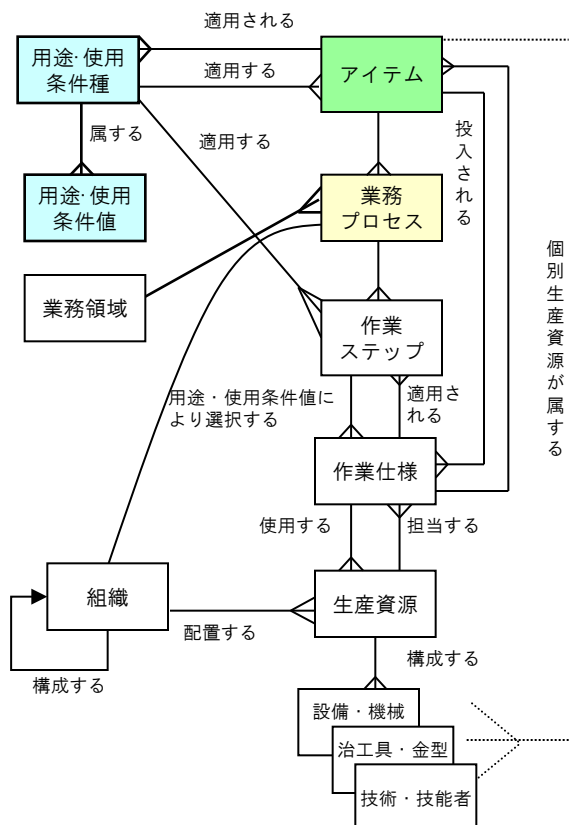 適用される
用途・使用
条件種
アイテム
適用する
属する
適用する
投入される
用途・使用
条件値
業務
プロセス
個別生産資源が属する
業務領域
作業
ステップ
用途・使用条件値に
より選択する
適用さ
れる
作業仕様
使用する
担当する
組織
生産資源
配置する
構成する
構成する
設備・機械
治工具・金型
技術・技能者